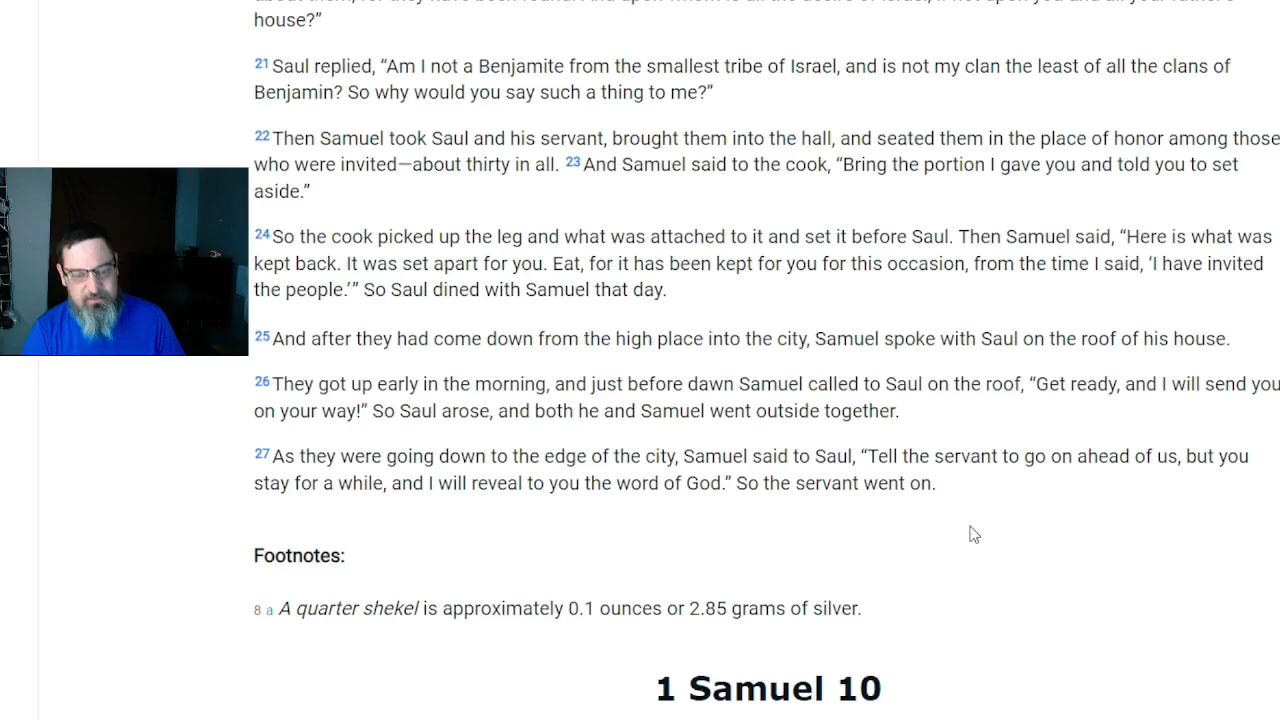 house?”
21 Saul replied, “Am I not a Benjamite from the smallest tribe of Israel, and is not my clan the least of all the clans of
Benjamin? So why would you say such a thing to me?”
22 Then Samuel took Saul and his servant, brought them into the hall, and seated them in the place of honor among those
who were invited—about thirty in all. 23 And Samuel said to the cook, “Bring the portion I gave you and told you to set
aside.”
24 So the cook picked up the leg and what was attached to it and set it before Saul. Then Samuel said, “Here is what was
kept back. It was set apart for you. Eat, for it has been kept for you for this occasion, from the time I said, ‘I have invited
the people.’” So Saul dined with Samuel that day.
25 And after they had come down from the high place into the city, Samuel spoke with Saul on the roof of his house.
26 They got up early in the morning, and just before dawn Samuel called to Saul on the roof, “Get ready, and I will send you
on your way!” So Saul arose, and both he and Samuel went outside together.
27 As they were going down to the edge of the city, Samuel said to Saul, “Tell the servant to go on ahead of us, but you
stay for a while, and I will reveal to you the word of God.” So the servant went on.
Footnotes:
8 a A quarter shekel is approximately 0.1 ounces or 2.85 grams of silver.
1 Samuel 10